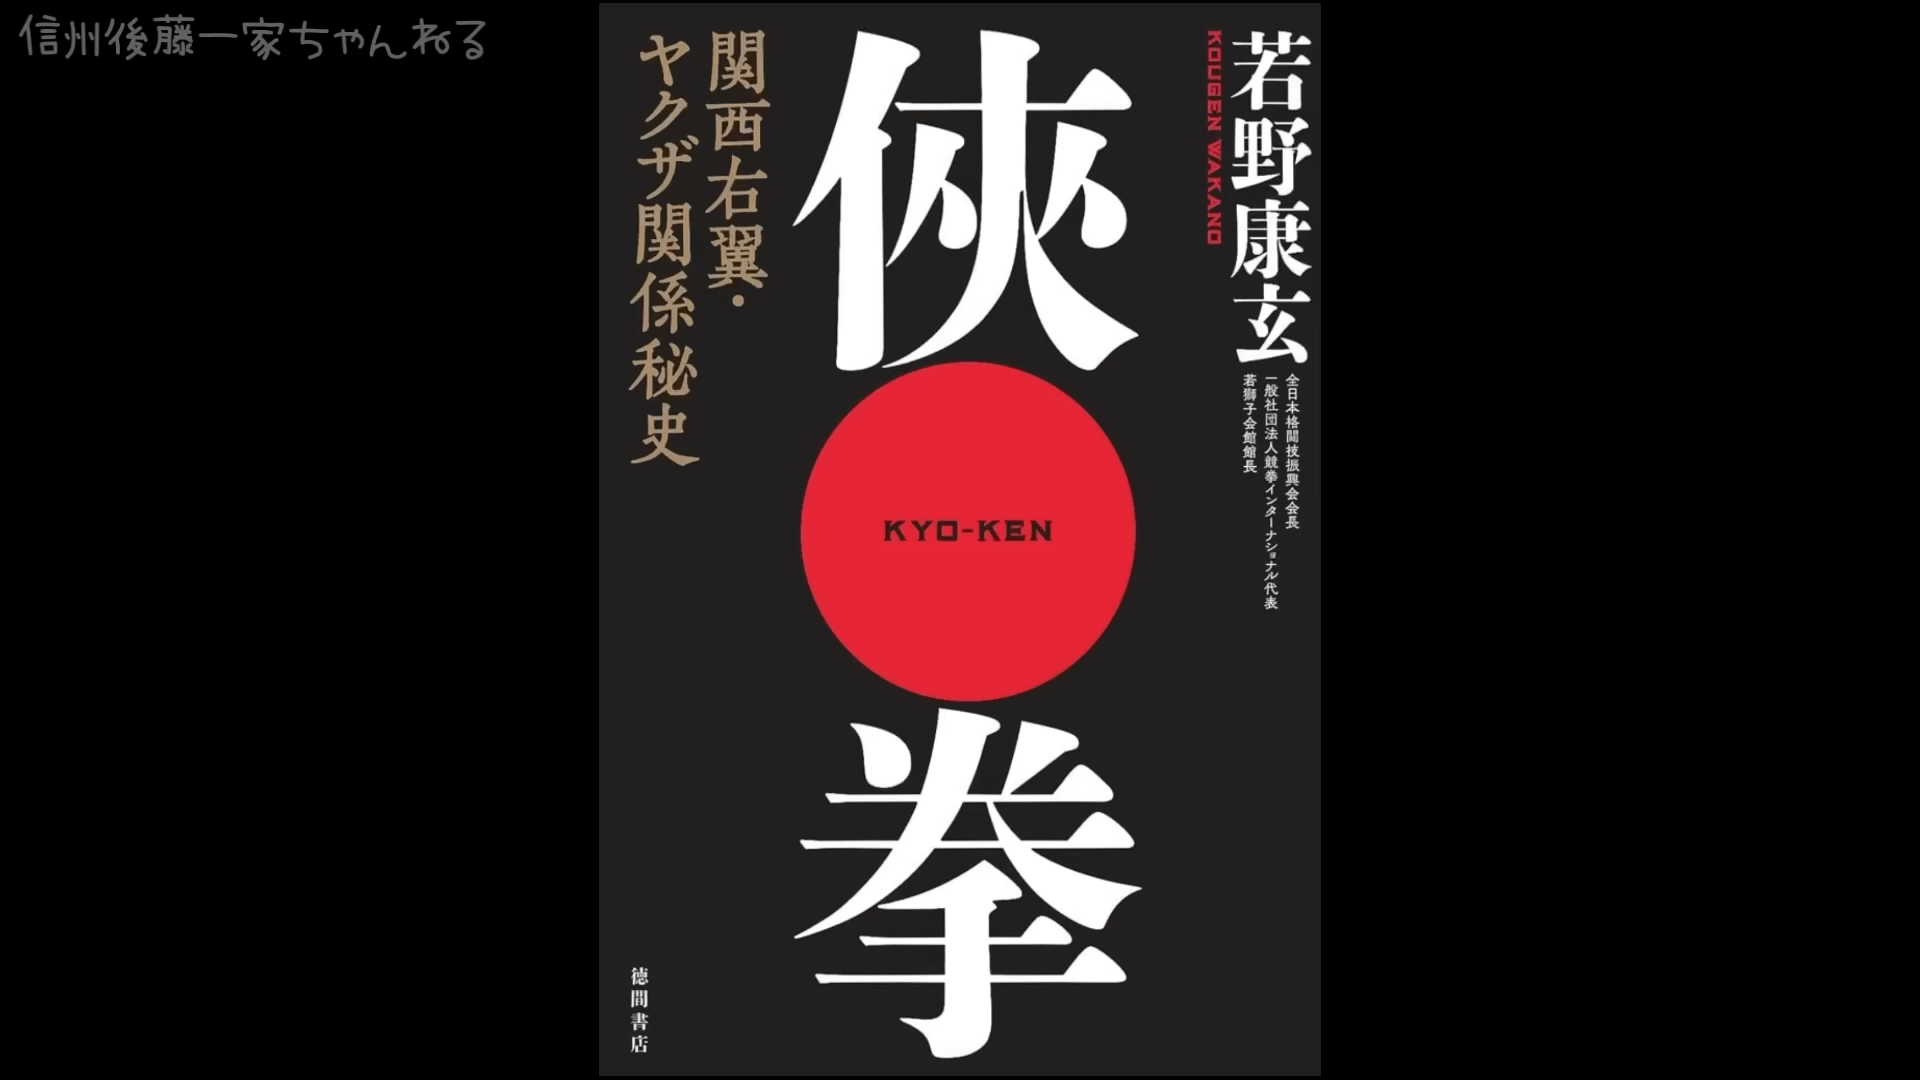 信州後藤一家ちゃんねる
若野康玄
KOUGEN WAKANO
全日本格闘技振興会会長
一般社団法人競拳インターナショナル代表
若獅子会館館長
俠
KYO-KEN
拳
関西右翼・
ヤクザ関係秘史
徳間書店